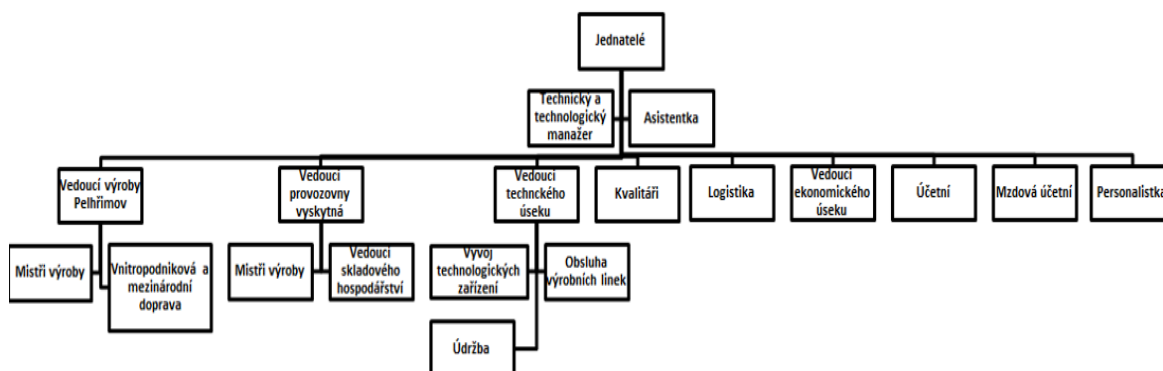 Jednatelé
Technický a
technologický
manažer
Asistentka
Vedoucí výroby
Pelhřimov
Vedoucí
provozovny
vyskytná
Vedoucí
technckého
úseku
Kvalitáři
Logistika
Vedoucí
ekonomického
úseku
Účetní
Mzdová účetní
Personalistka
Mistři výroby
Vnitropodniková a
mezinárodní
doprava
Mistři výroby
Vedoucí
skladového
hospodářství
Vývoj
technologických
zařízení
Obsluha
výrobních linek
Údržba